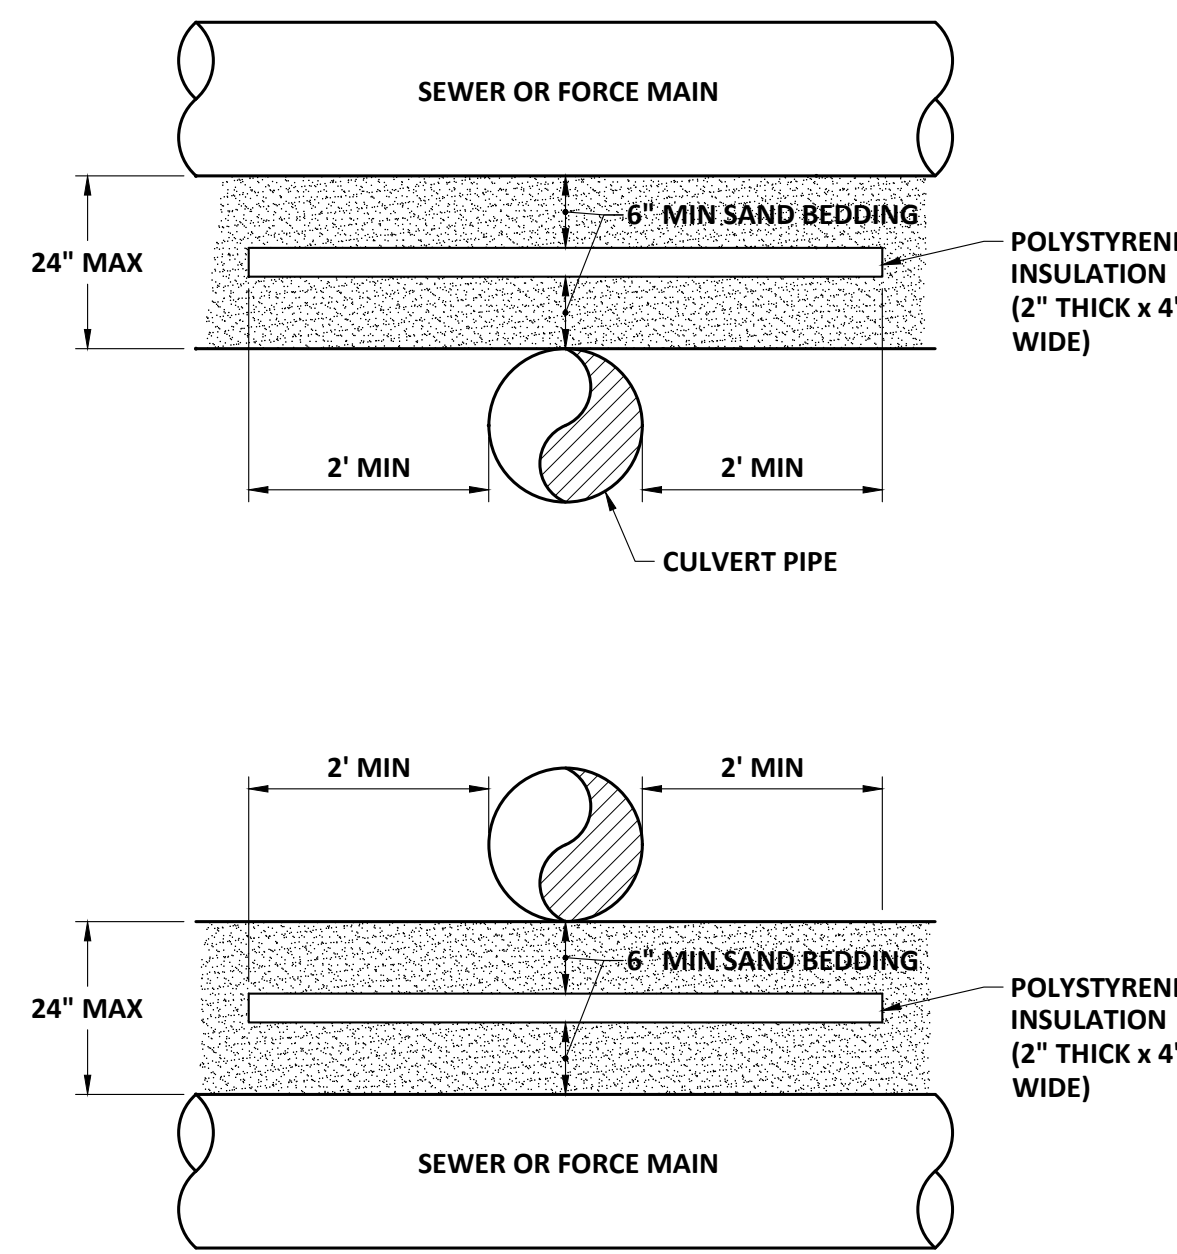 SEWER OR FORCE MAIN
6" MIN SAND BEDDING
24" MAX
POLYSTYREN
INSULATION
(2" THICK x 4'
WIDE)
2' MIN
2' MIN
CULVERT PIPE
2' MIN
2' MIN
6" MIN SAND BEDDING
24" MAX
POLYSTYREN
INSULATION
(2" THICK x 4'
WIDE)
SEWER OR FORCE MAIN